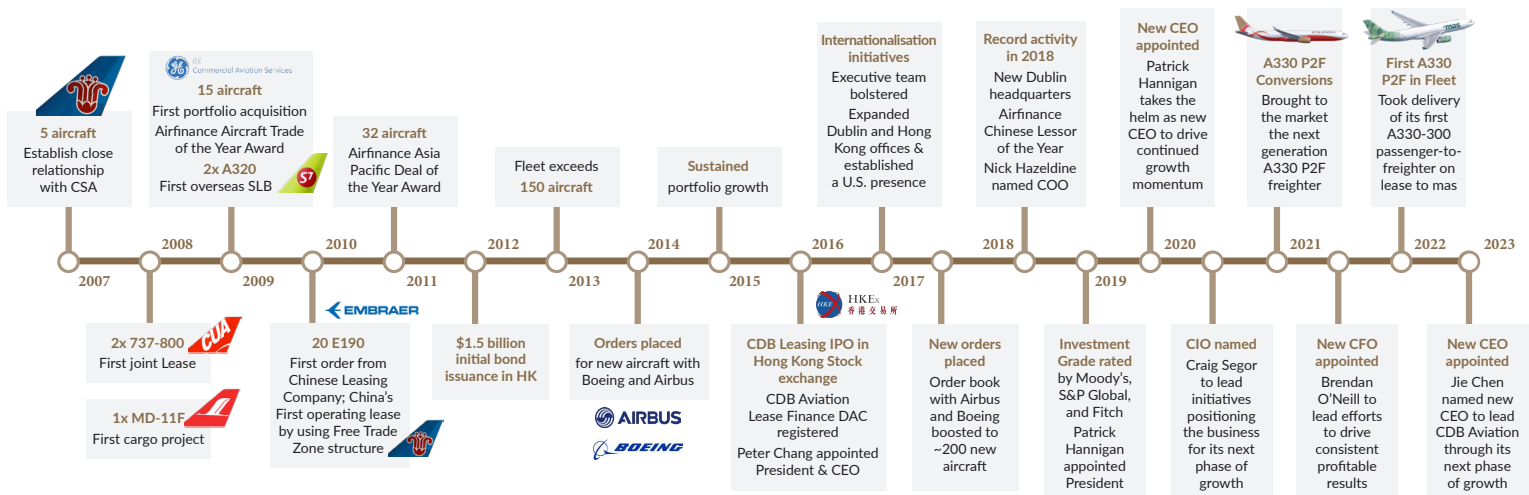 5 aircraft
Establish close
relationship
with CSA
2007
2008
2x 737-800
CUA
First joint Lease
1x MD-11F
First cargo project
GE
Commercial Aviation Services
15 aircraft
First portfolio acquisition
Airfinance Aircraft Trade
of the Year Award
2x A320
First overseas SLB
S7
2009
2010
EMBRAER
20 E190
First order from
Chinese Leasing
Company; China's
First operating lease
by using Free Trade
Zone structure
32 aircraft
Airfinance Asia
Pacific Deal of
the Year Award
2011
2012
$1.5 billion
initial bond
issuance in HK
Fleet exceeds
150 aircraft
2013
2014
Orders placed
for new aircraft with
Boeing and Airbus
AIRBUS
BOEING
Sustained
portfolio growth
2015
2016
HKEx
香港交易所
CDB Leasing IPO in
Hong Kong Stock
exchange
CDB Aviation
Lease Finance DAC
registered
Peter Chang appointed
President & CEO
Internationalisation
initiatives
Executive team
bolstered
Expanded
Dublin and Hong
Kong offices &
established
a U.S. presence
2017
New orders
placed
Order book
with Airbus
and Boeing
boosted to
~200 new
aircraft
2018
Record activity
in 2018
New Dublin
headquarters
Airfinance
Chinese Lessor
of the Year
Nick Hazeldine
named COO
2019
Investment
Grade rated
by Moody's,
S&P Global,
and Fitch
Patrick
Hannigan
appointed
President
New CEO
appointed
Patrick
Hannigan
takes the
helm as new
CEO to drive
continued
growth
momentum
2020
CIO named
Craig Segor
to lead
initiatives
positioning
the business
for its next
phase of
growth
A330 P2F
Conversions
Brought to
the market
the next
generation
A330 P2F
freighter
2021
New CFO
appointed
Brendan
O'Neill to
lead efforts
to drive
consistent
profitable
results
mas
First A330
P2F in Fleet
Took delivery
of its first
A330-300
passenger-to-
freighter on
lease to mas
2022
2023
New CEO
appointed
Jie Chen
named new
CEO to lead
CDB Aviation
through its
next phase
of growth